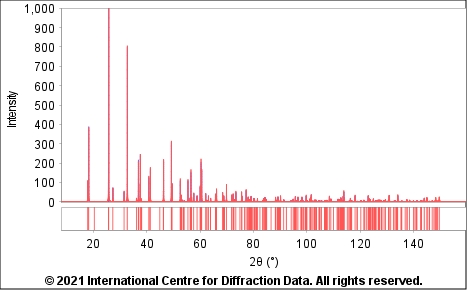 1,000
900
800
700
600
500
400
300
200
100
0
Intensity
20 40 60 80 100 120 140
2θ (°)
© 2021 International Centre for Diffraction Data. All rights reserved.